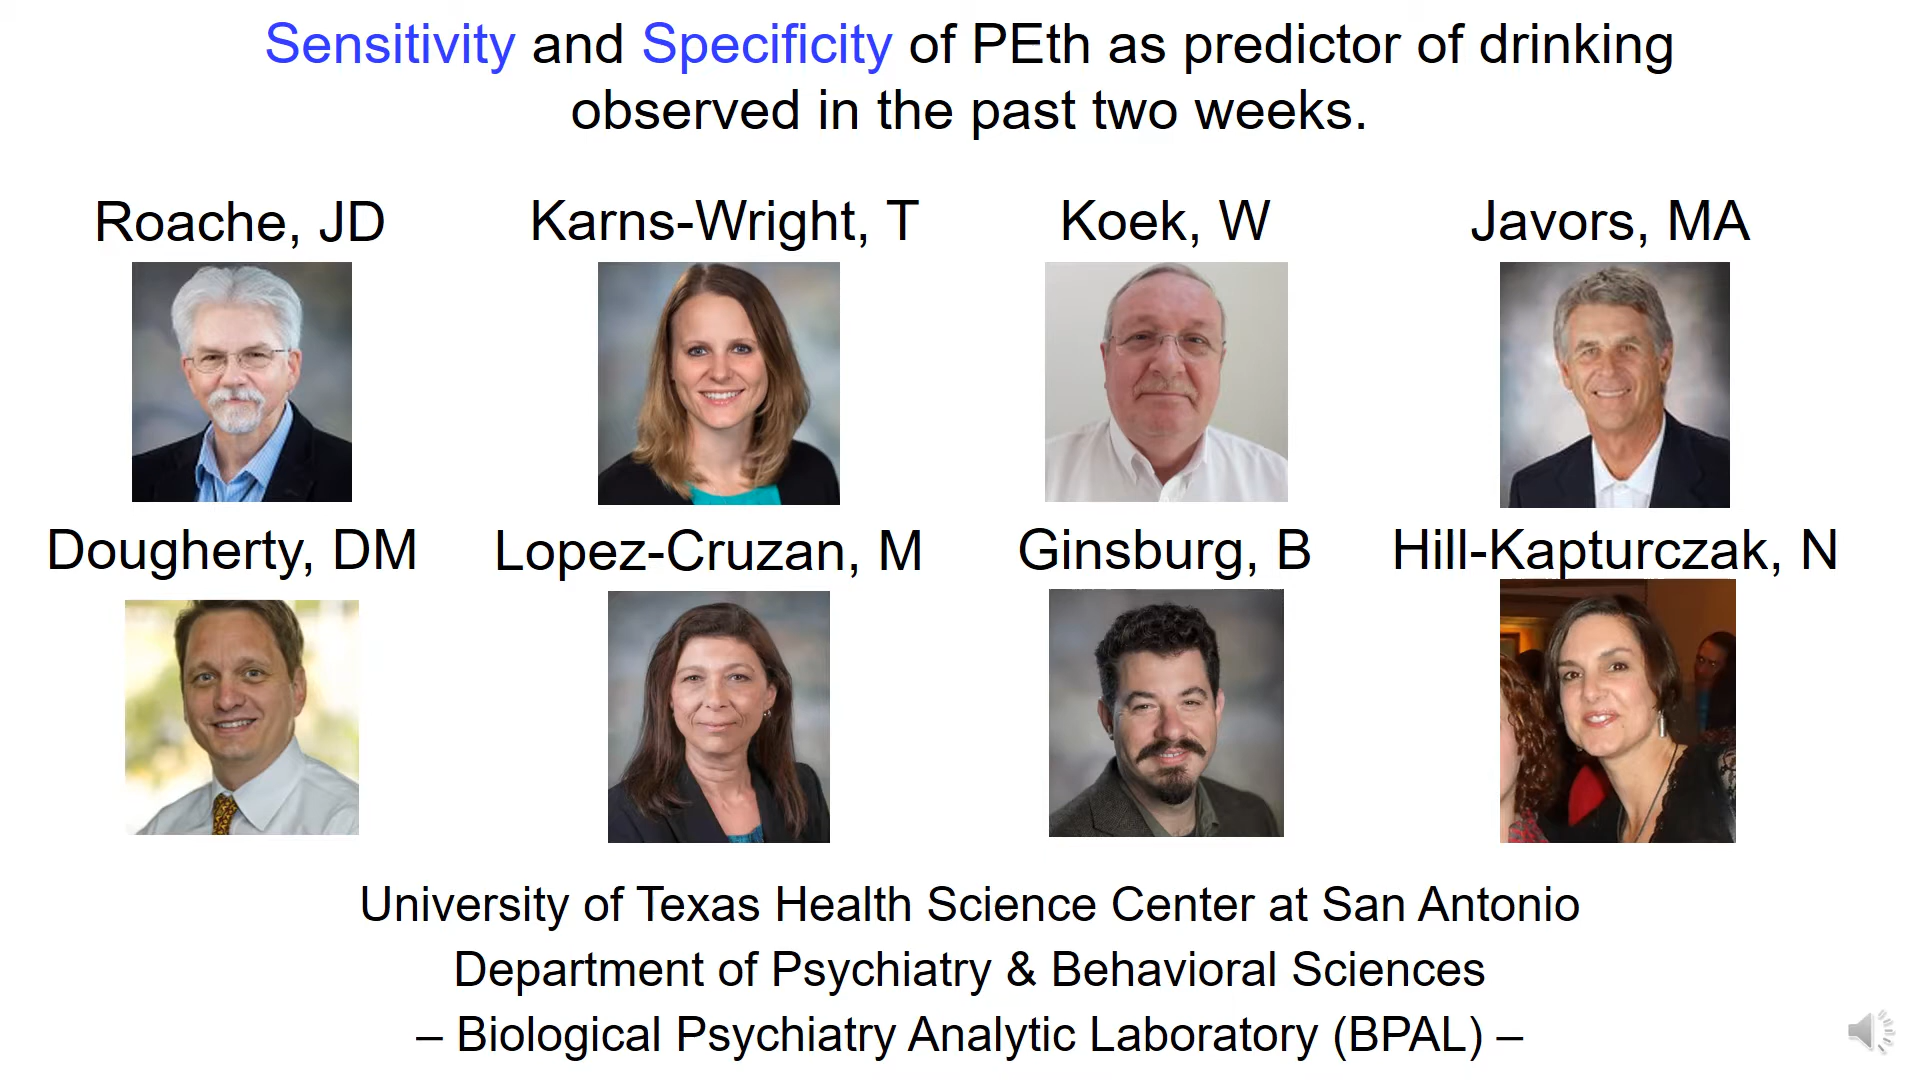 Sensitivity and Specificity of PEth as predictor of drinking
observed in the past two weeks.
Roache, JD
Karns-Wright, T
Koek, W
Javors, MA
Dougherty, DM
Lopez-Cruzan, M
Ginsburg, B
Hill-Kapturczak, N
University of Texas Health Science Center at San Antonio
Department of Psychiatry & Behavioral Sciences
– Biological Psychiatry Analytic Laboratory (BPAL) –